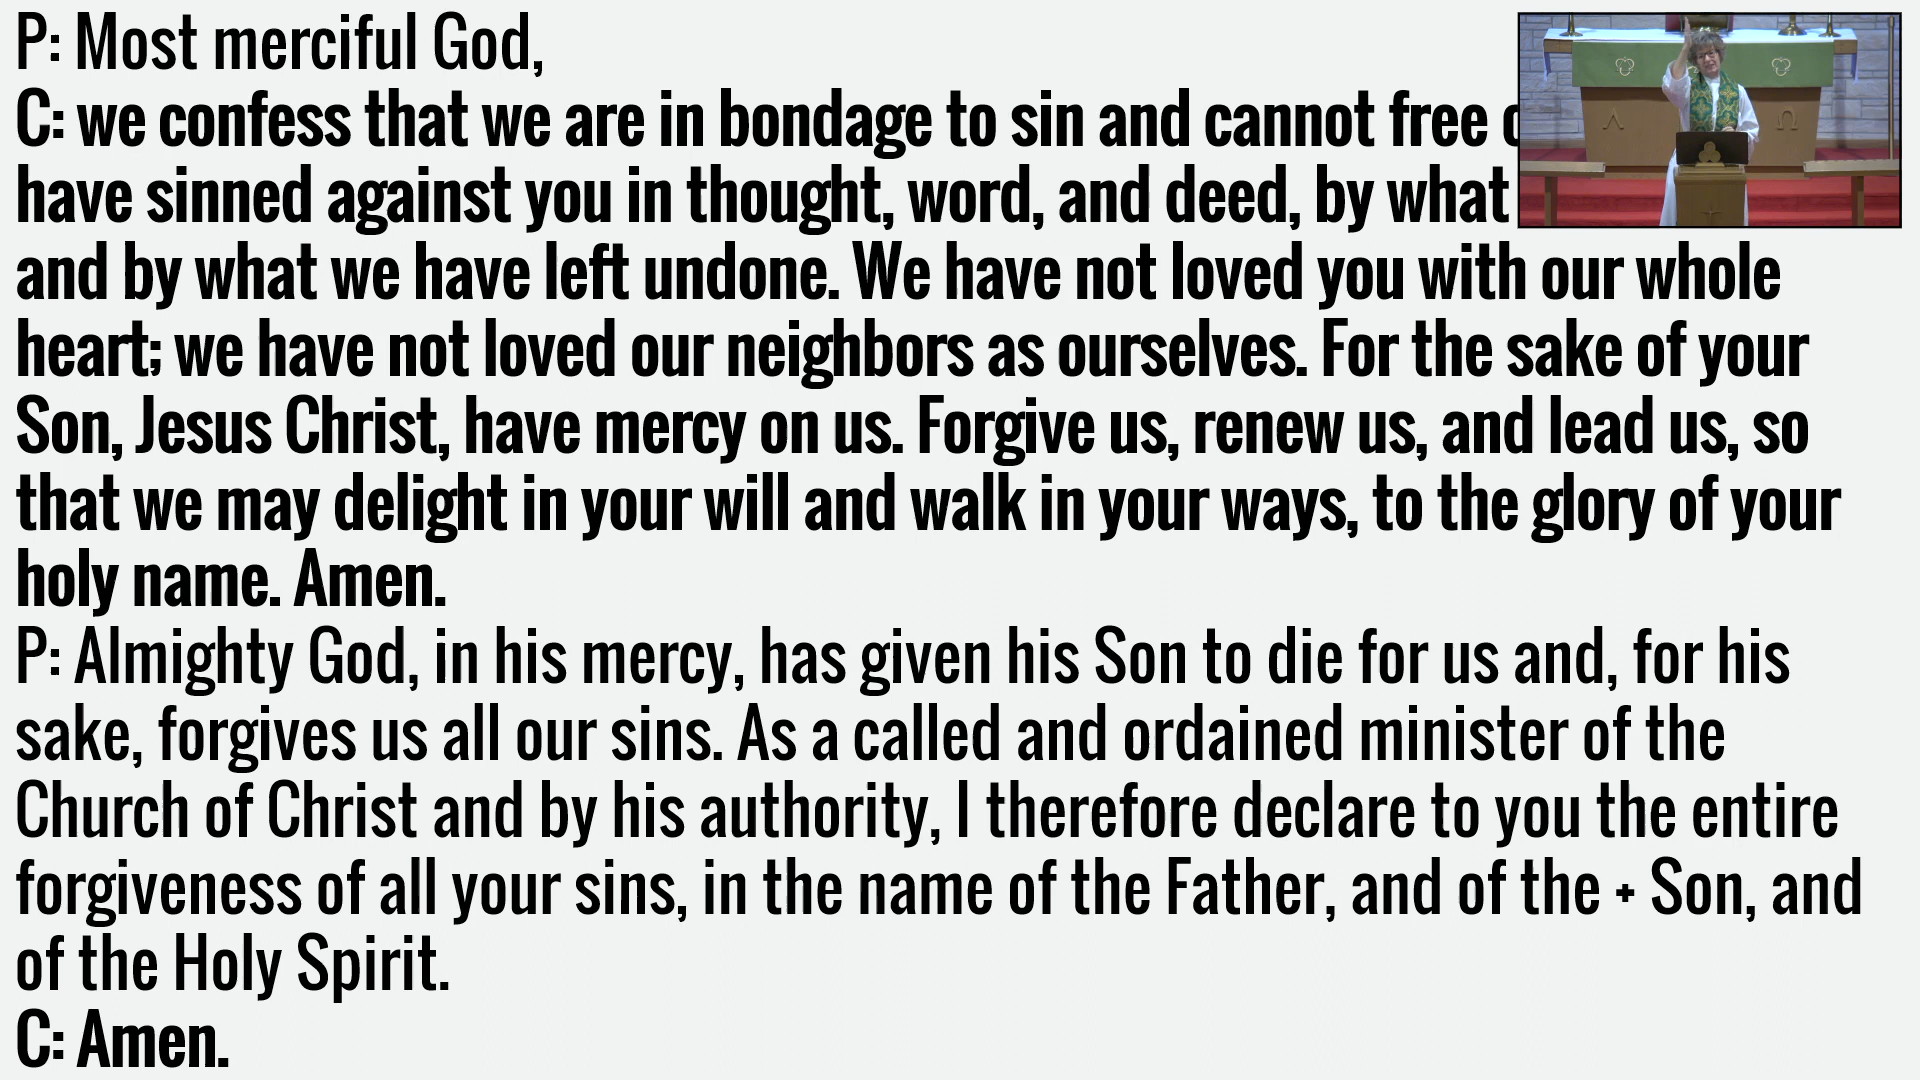 P: Most merciful God,
C: we confess that we are in bondage to sin and cannot free
have sinned against you in thought, word, and deed, by what
and by what we have left undone. We have not loved you with our whole
heart; we have not loved our neighbors as ourselves. For the sake of your
Son, Jesus Christ, have mercy on us. Forgive us, renew us, and lead us, so
that we may delight in your will and walk in your ways, to the glory of your
holy name. Amen.
P: Almighty God, in his mercy, has given his Son to die for us and, for his
sake, forgives us all our sins. As a called and ordained minister of the
Church of Christ and by his authority, I therefore declare to you the entire
forgiveness of all your sins, in the name of the Father, and of the + Son, and
of the Holy Spirit.
C: Amen.
Α Ω